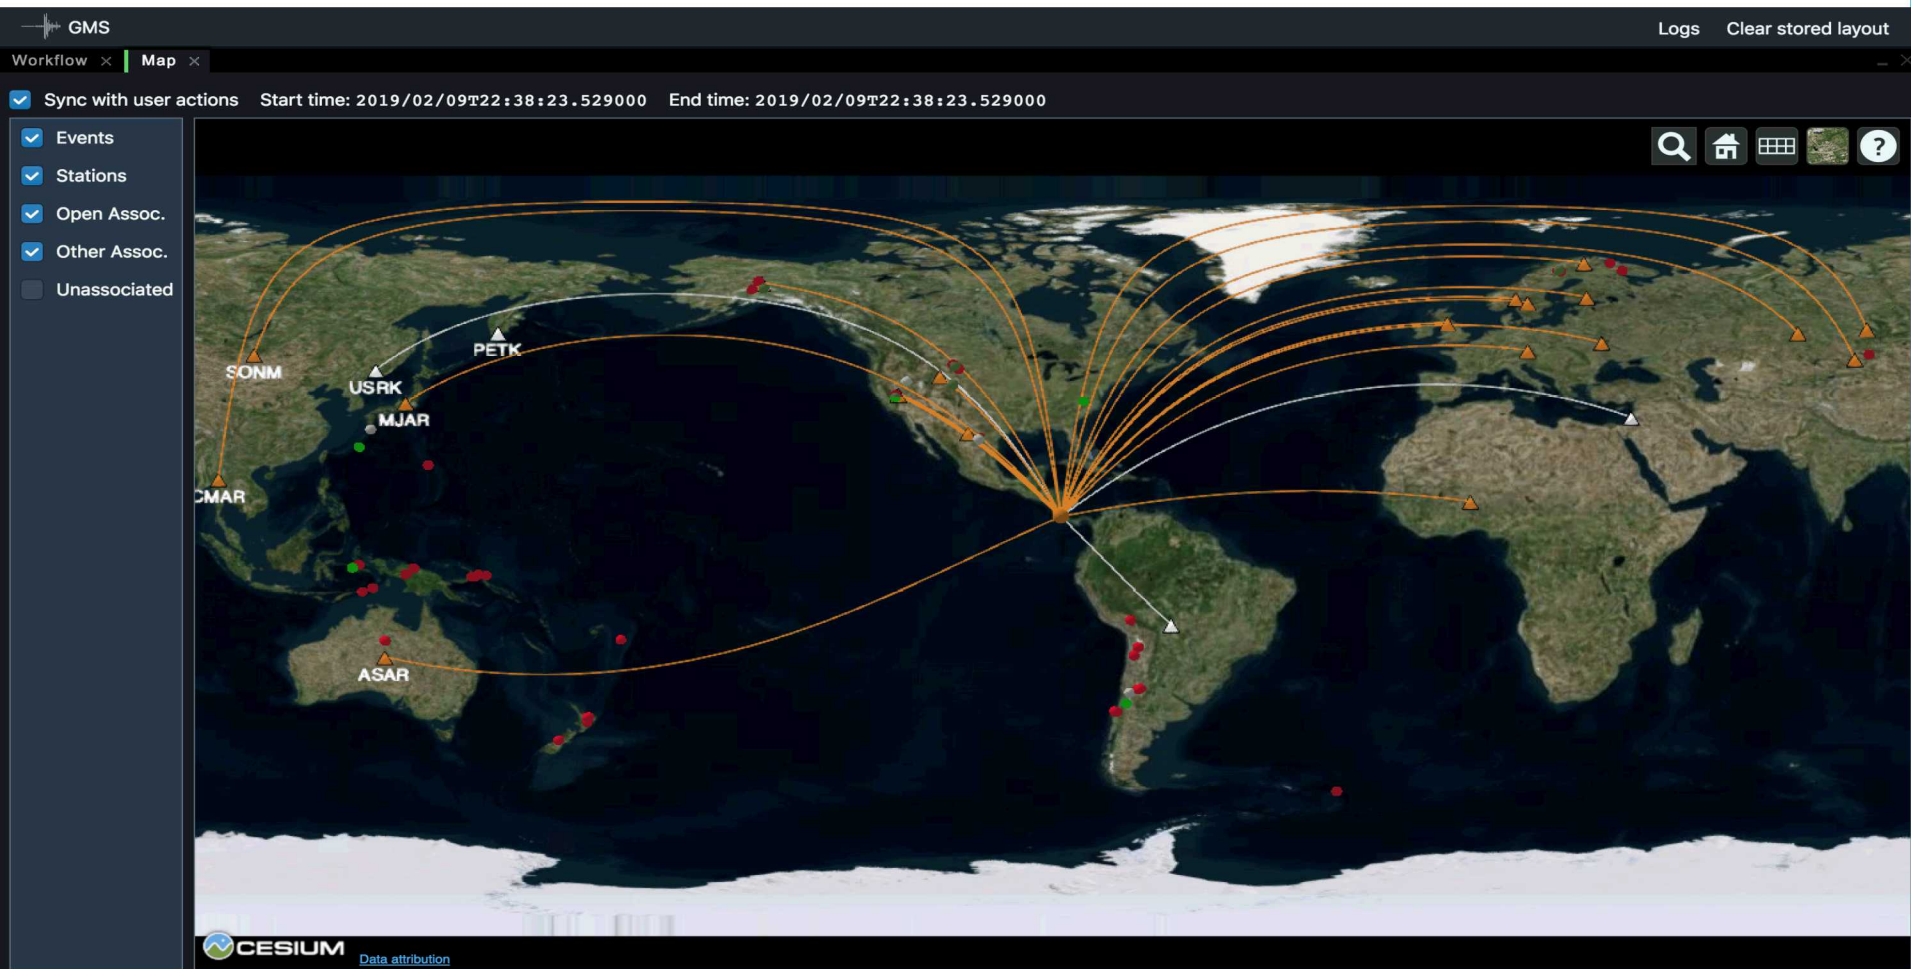 GMS
Logs Clear stored layout
Workflow × Map ×
Sync with user actions Start time: 2019/02/09T22:38:23.529000 End time: 2019/02/09T22:38:23.529000
Events
Stations
Open Assoc.
Other Assoc.
Unassociated
?
PETK
SONM
USRK
MJAR
CMAR
ASAR
CESIUM
Data attribution